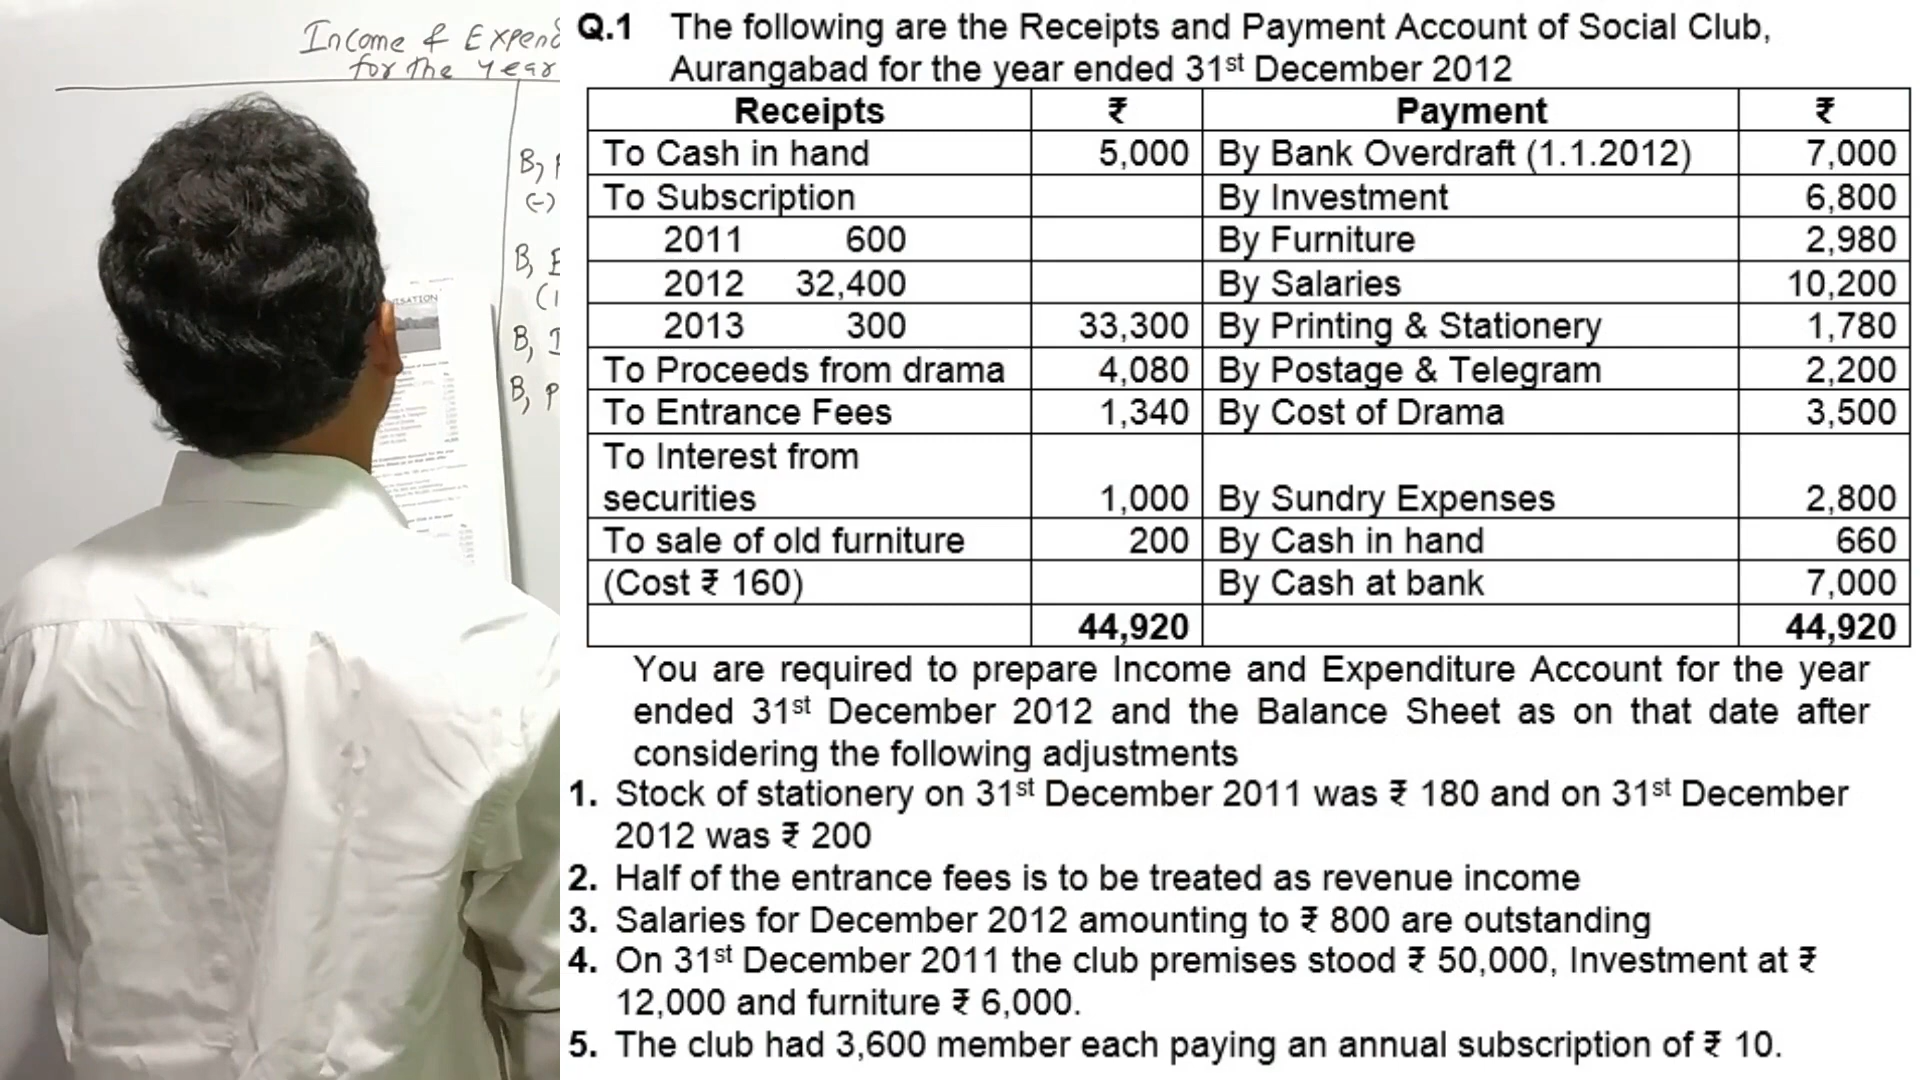 Income & Expend
for the year
B,
(-)
B, E
(1
B, I
B, P
ISATION
Q.1 The following are the Receipts and Payment Account of Social Club,
Aurangabad for the year ended 31st December 2012
Receipts ₹ Payment ₹
To Cash in hand 5,000 By Bank Overdraft (1.1.2012) 7,000
To Subscription By Investment 6,800
2011 600 By Furniture 2,980
2012 32,400 By Salaries 10,200
2013 300 33,300 By Printing & Stationery 1,780
To Proceeds from drama 4,080 By Postage & Telegram 2,200
To Entrance Fees 1,340 By Cost of Drama 3,500
To Interest from
securities 1,000 By Sundry Expenses 2,800
To sale of old furniture 200 By Cash in hand 660
(Cost ₹ 160) By Cash at bank 7,000
44,920 44,920
You are required to prepare Income and Expenditure Account for the year
ended 31st December 2012 and the Balance Sheet as on that date after
considering the following adjustments
1. Stock of stationery on 31st December 2011 was ₹ 180 and on 31st December
2012 was ₹ 200
2. Half of the entrance fees is to be treated as revenue income
3. Salaries for December 2012 amounting to ₹ 800 are outstanding
4. On 31st December 2011 the club premises stood ₹ 50,000, Investment at ₹
12,000 and furniture ₹ 6,000.
5. The club had 3,600 member each paying an annual subscription of ₹ 10.